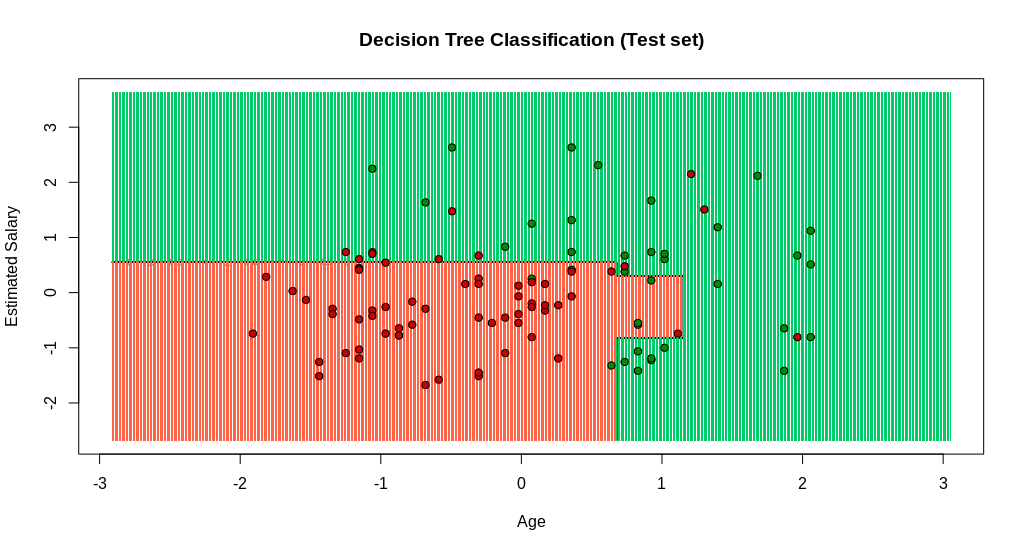 Decision Tree Classification (Test set)
Estimated Salary
3
2
1
0
-1
-2
-3 -2 -1 0 1 2 3
Age